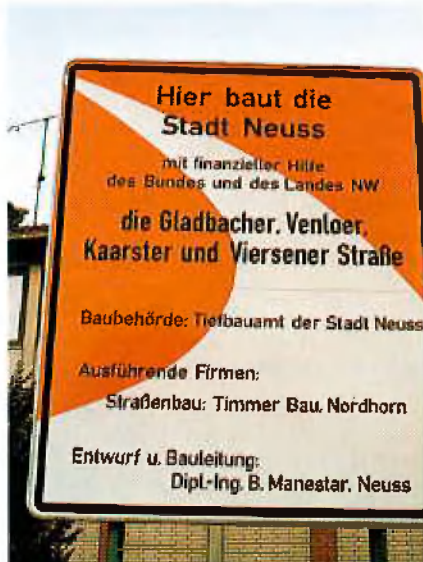 Hier baut die
Stadt Neuss
mit finanzieller Hilfe
des Bundes und des Landes NW
die Gladbacher, Venloer,
Kaarster und Viersener Straße
Baubehörde: Tiefbauamt der Stadt Neuss
Ausführende Firmen:
Straßenbau: Timmer Bau, Nordhorn
Entwurf u. Bauleitung:
Dipl.-Ing. B. Manestar, Neuss